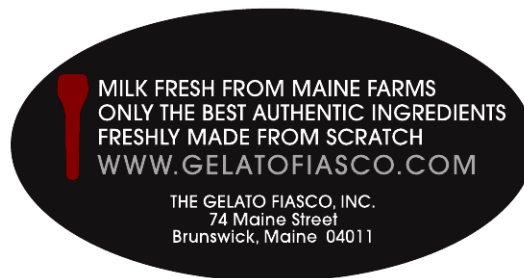 MILK FRESH FROM MAINE FARMS
ONLY THE BEST AUTHENTIC INGREDIENTS
FRESHLY MADE FROM SCRATCH
WWW.GELATOFIASCO.COM
THE GELATO FIASCO, INC.
74 Maine Street
Brunswick, Maine 04011